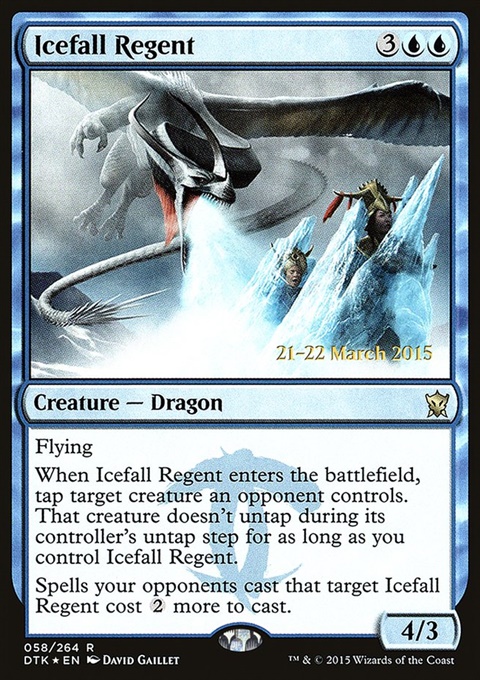 Icefall Regent 3
21-22 March 2015
Creature — Dragon
Flying
When Icefall Regent enters the battlefield,
tap target creature an opponent controls.
That creature doesn't untap during its
controller's untap step for as long as you
control Icefall Regent.
Spells your opponents cast that target Icefall
Regent cost 2 more to cast.
4/3
058/264 R
DTK ★ EN David Gaillet
™ & © 2015 Wizards of the Coast